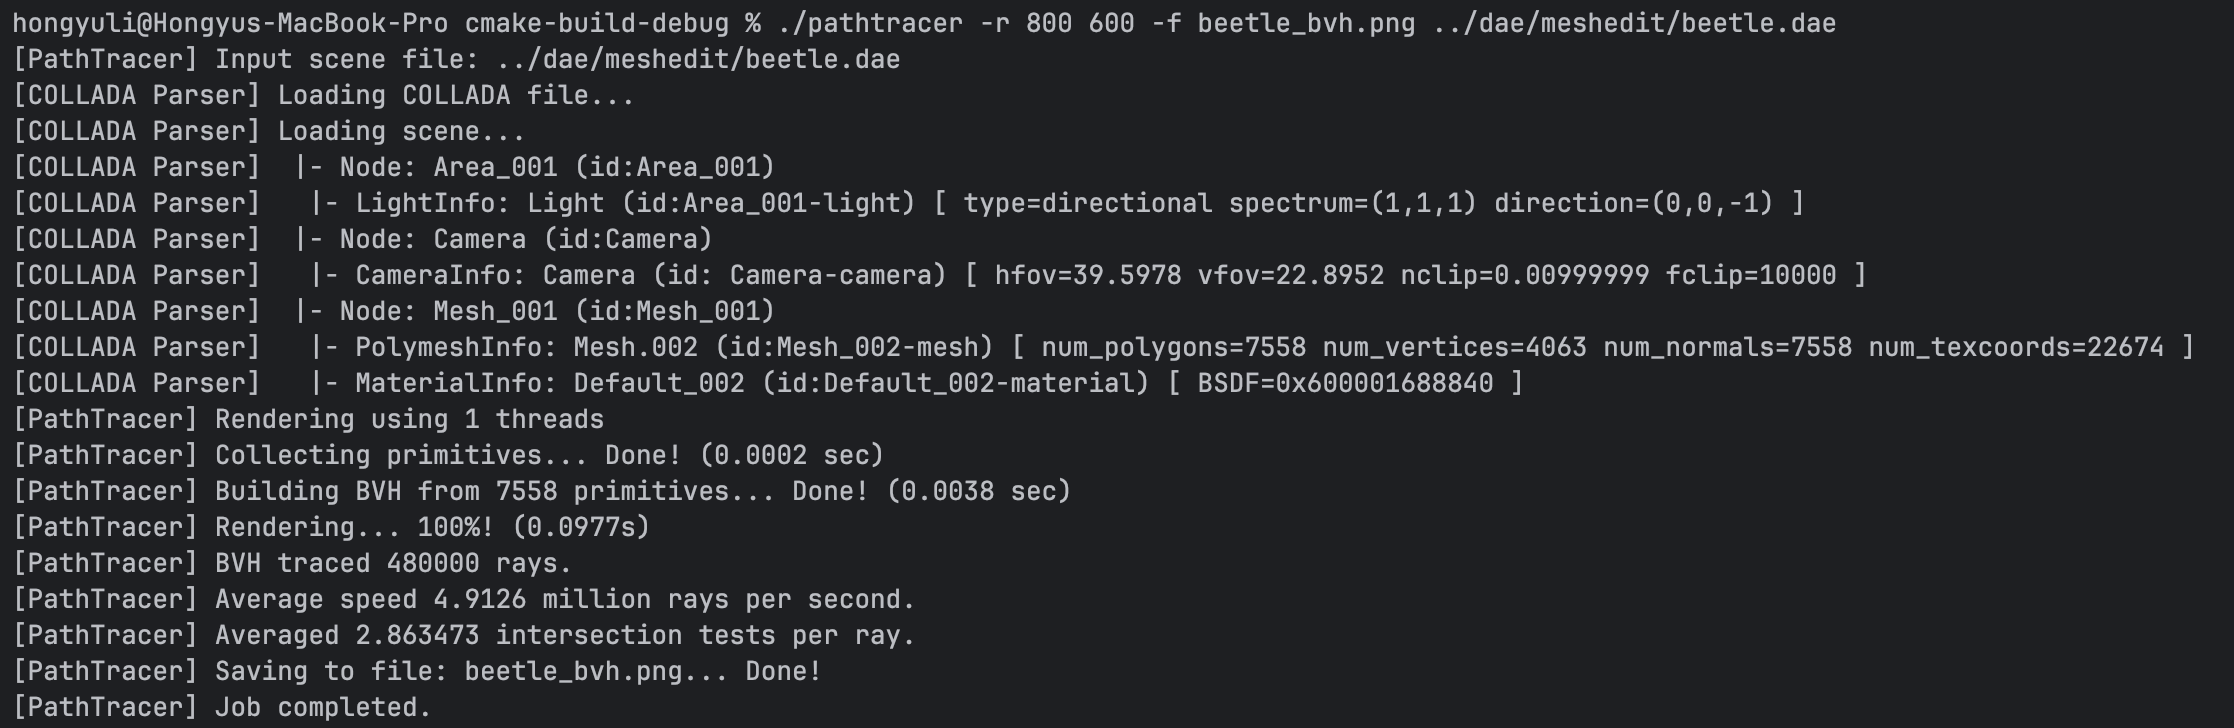 hongyuli@Hongyus-MacBook-Pro cmake-build-debug % ./pathtracer -r 800 600 -f beetle_bvh.png ../dae/meshedit/beetle.dae
[PathTracer] Input scene file: ../dae/meshedit/beetle.dae
[COLLADA Parser] Loading COLLADA file...
[COLLADA Parser] Loading scene...
[COLLADA Parser]  |- Node: Area_001 (id:Area_001)
[COLLADA Parser]   |- LightInfo: Light (id:Area_001-light) [ type=directional spectrum=(1,1,1) direction=(0,0,-1) ]
[COLLADA Parser]  |- Node: Camera (id:Camera)
[COLLADA Parser]   |- CameraInfo: Camera (id: Camera-camera) [ hfov=39.5978 vfov=22.8952 nclip=0.00999999 fclip=10000 ]
[COLLADA Parser]  |- Node: Mesh_001 (id:Mesh_001)
[COLLADA Parser]   |- PolymeshInfo: Mesh.002 (id:Mesh_002-mesh) [ num_polygons=7558 num_vertices=4063 num_normals=7558 num_texcoords=22674 ]
[COLLADA Parser]   |- MaterialInfo: Default_002 (id:Default_002-material) [ BSDF=0x600001688840 ]
[PathTracer] Rendering using 1 threads
[PathTracer] Collecting primitives... Done! (0.0002 sec)
[PathTracer] Building BVH from 7558 primitives... Done! (0.0038 sec)
[PathTracer] Rendering... 100%! (0.0977s)
[PathTracer] BVH traced 480000 rays.
[PathTracer] Average speed 4.9126 million rays per second.
[PathTracer] Averaged 2.863473 intersection tests per ray.
[PathTracer] Saving to file: beetle_bvh.png... Done!
[PathTracer] Job completed.